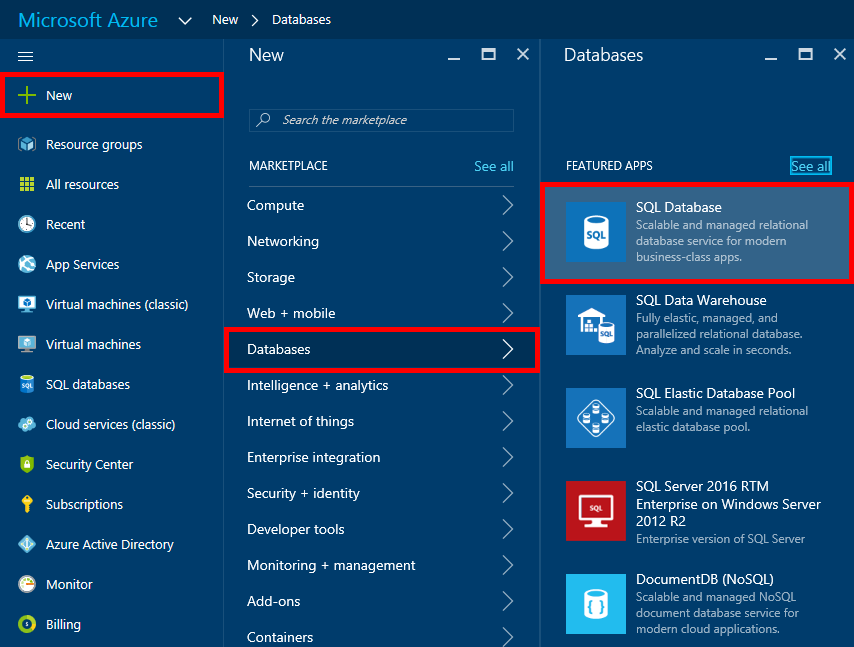 Microsoft Azure New Databases
New
Resource groups
All resources
Recent
App Services
Virtual machines (classic)
Virtual machines
SQL databases
Cloud services (classic)
Security Center
Subscriptions
Azure Active Directory
Monitor
Billing
New
Search the marketplace
MARKETPLACE See all
Compute
Networking
Storage
Web + mobile
Databases
Intelligence + analytics
Internet of things
Enterprise integration
Security + identity
Developer tools
Monitoring + management
Add-ons
Containers
Databases
FEATURED APPS See all
SQL
SQL Database
Scalable and managed relational
database service for modern
business-class apps.
SQL
SQL Data Warehouse
Fully elastic, managed, and
parallelized relational database.
Analyze and scale in seconds.
SQL Elastic Database Pool
Scalable and managed relational
elastic database pool.
SQL
SQL Server 2016 RTM
Enterprise on Windows Server
2012 R2
Enterprise version of SQL Server
DocumentDB (NoSQL)
Scalable and managed NoSQL
document database service for
modern cloud applications.